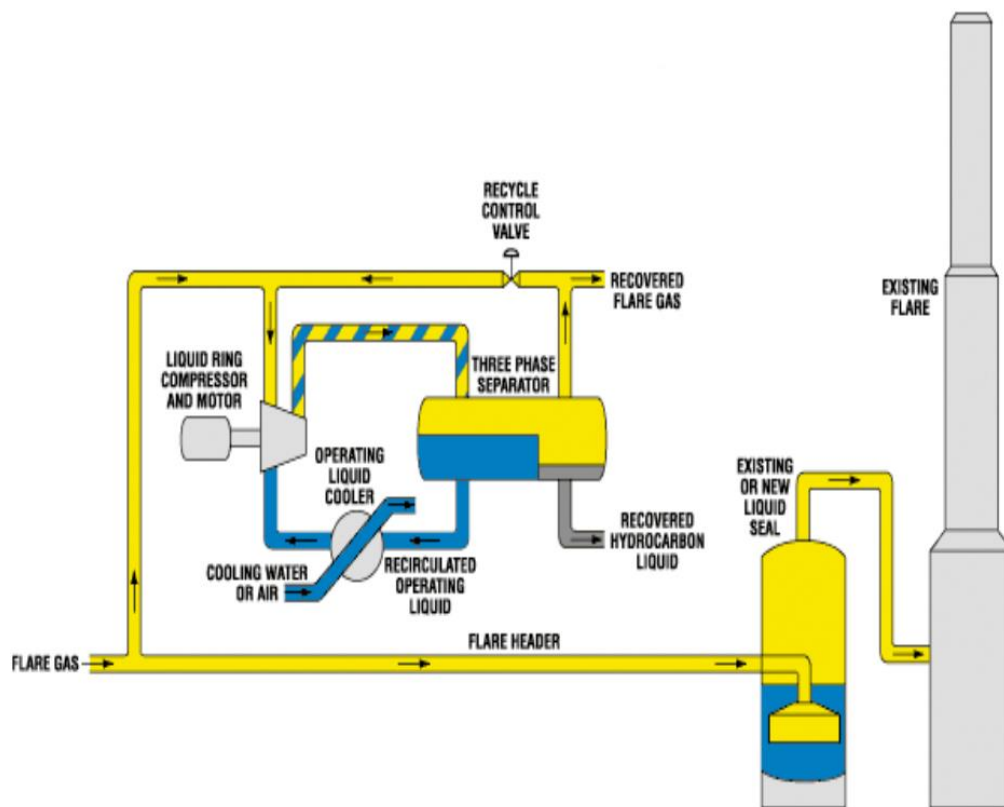 RECYCLE
CONTROL
VALVE
RECOVERED
FLARE GAS
EXISTING
FLARE
LIQUID RING
COMPRESSOR
AND MOTOR
THREE PHASE
SEPARATOR
OPERATING
LIQUID
COOLER
EXISTING
OR NEW
LIQUID
SEAL
RECOVERED
HYDROCARBON
LIQUID
COOLING WATER
OR AIR
RECIRCULATED
OPERATING
LIQUID
FLARE HEADER
FLARE GAS